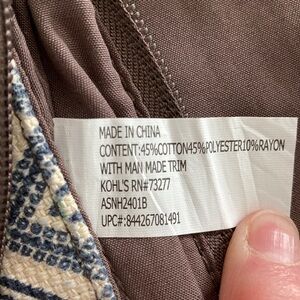 MADE IN CHINA
CONTENT:45%COTTON45%POLYESTER10%RAYON
WITH MAN MADE TRIM
KOHL'S RN#73277
ASNH2401B
UPC#:844267081491